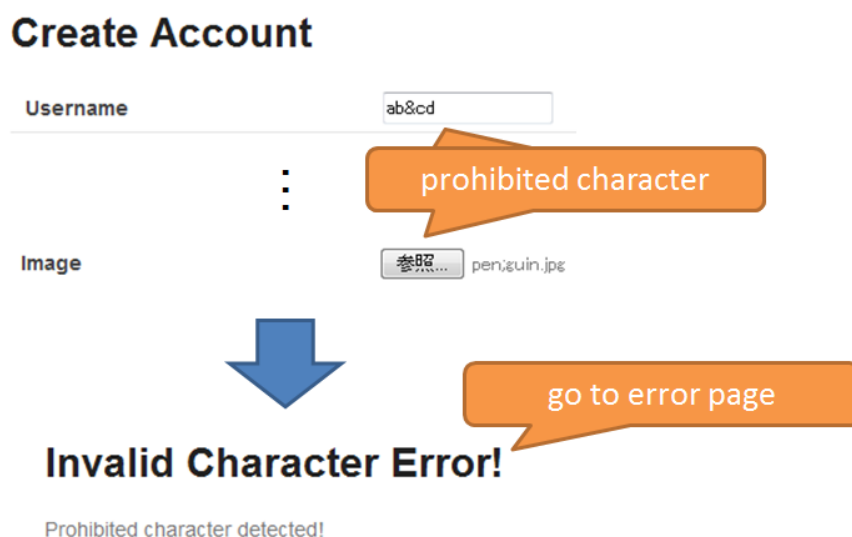 Create Account
Username
ab&cd
prohibited character
Image
参照...
pen;guin.jpg
go to error page
Invalid Character Error!
Prohibited character detected!